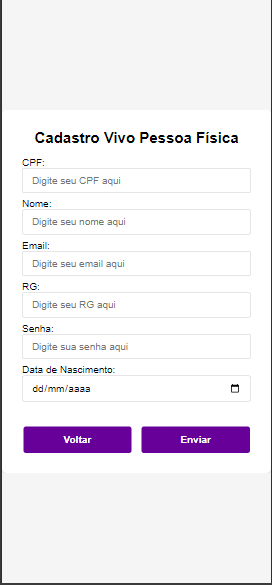 Cadastro Vivo Pessoa Física
CPF:
Digite seu CPF aqui
Nome:
Digite seu nome aqui
Email:
Digite seu email aqui
RG:
Digite seu RG aqui
Senha:
Digite sua senha aqui
Data de Nascimento:
dd/mm/aaaa
Voltar Enviar